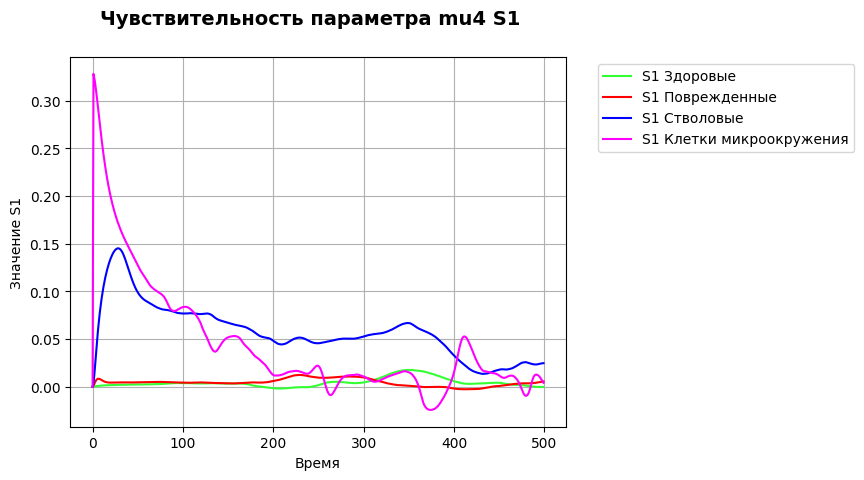 Чувствительность параметра mu4 S1
S1 Здоровые
S1 Поврежденные
S1 Стволовые
S1 Клетки микроокружения
Значение S1
0.30
0.25
0.20
0.15
0.10
0.05
0.00
0 100 200 300 400 500
Время